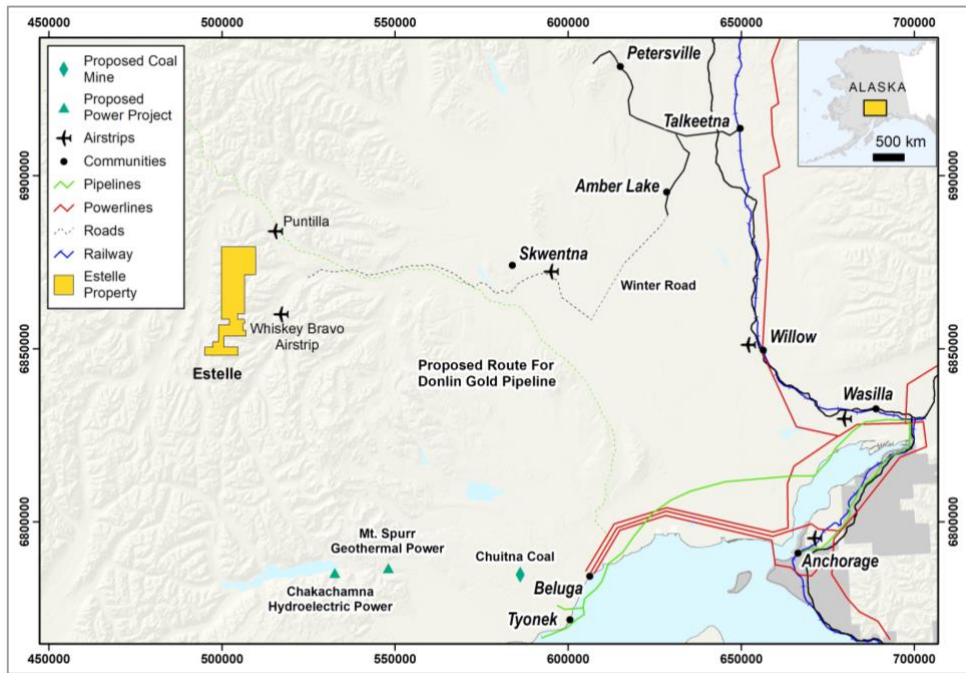 450000
500000
550000
600000
650000
700000
Proposed Coal
Mine
Proposed
Power Project
Airstrips
Communities
Pipelines
Powerlines
Roads
Railway
Estelle
Property
ALASKA
500 km
Petersville
Talkeetna
Amber Lake
6900000
6900000
Puntilla
Skwentna
Winter Road
Whiskey Bravo
Airstrip
Estelle
Proposed Route For
Donlin Gold Pipeline
Willow
6850000
6850000
Wasilla
6800000
6800000
Mt. Spurr
Geothermal Power
Chuitna Coal
Chakachamna
Hydroelectric Power
Beluga
Anchorage
Tyonek
450000
500000
550000
600000
650000
700000